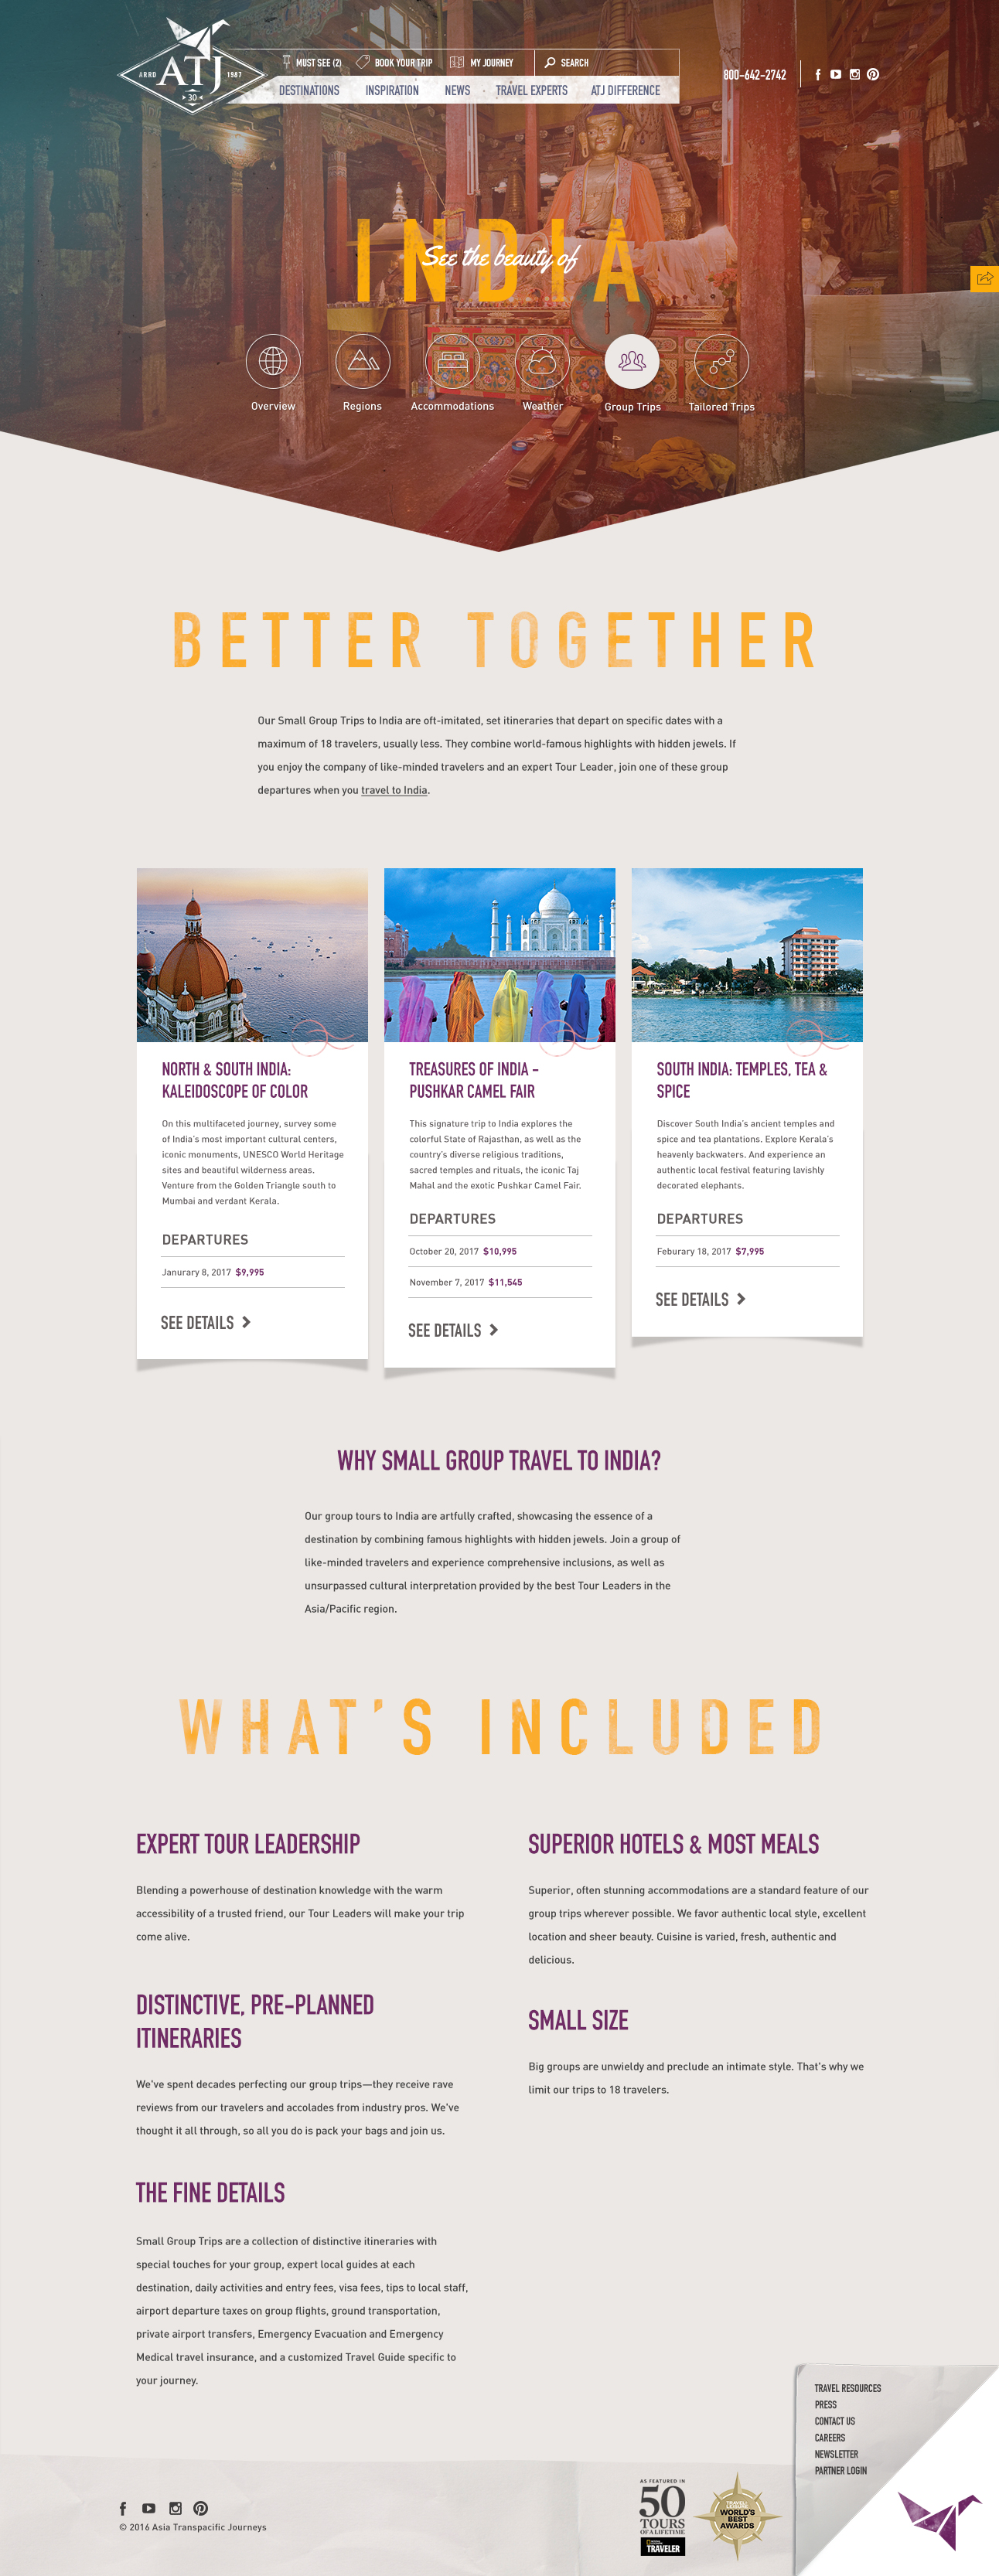 ARRD
ATJ
1987
30
MUST SEE (2)
BOOK YOUR TRIP
MY JOURNEY
SEARCH
DESTINATIONS
INSPIRATION
NEWS
TRAVEL EXPERTS
ATJ DIFFERENCE
800-642-2742
INDIA
See the beauty of
Overview
Regions
Accommodations
Weather
Group Trips
Tailored Trips
BETTER TOGETHER
Our Small Group Trips to India are oft-imitated, set itineraries that depart on specific dates with a
maximum of 18 travelers, usually less. They combine world-famous highlights with hidden jewels. If
you enjoy the company of like-minded travelers and an expert Tour Leader, join one of these group
departures when you travel to India.
NORTH & SOUTH INDIA:
KALEIDOSCOPE OF COLOR
On this multifaceted journey, survey some
of India's most important cultural centers,
iconic monuments, UNESCO World Heritage
sites and beautiful wilderness areas.
Venture from the Golden Triangle south to
Mumbai and verdant Kerala.
DEPARTURES
Janurary 8, 2017 $9,995
SEE DETAILS
TREASURES OF INDIA -
PUSHKAR CAMEL FAIR
This signature trip to India explores the
colorful State of Rajasthan, as well as the
country's diverse religious traditions,
sacred temples and rituals, the iconic Taj
Mahal and the exotic Pushkar Camel Fair.
DEPARTURES
October 20, 2017 $10,995
November 7, 2017 $11,545
SEE DETAILS
SOUTH INDIA: TEMPLES, TEA &
SPICE
Discover South India's ancient temples and
spice and tea plantations. Explore Kerala's
heavenly backwaters. And experience an
authentic local festival featuring lavishly
decorated elephants.
DEPARTURES
Feburary 18, 2017 $7,995
SEE DETAILS
WHY SMALL GROUP TRAVEL TO INDIA?
Our group tours to India are artfully crafted, showcasing the essence of a
destination by combining famous highlights with hidden jewels. Join a group of
like-minded travelers and experience comprehensive inclusions, as well as
unsurpassed cultural interpretation provided by the best Tour Leaders in the
Asia/Pacific region.
WHAT'S INCLUDED
EXPERT TOUR LEADERSHIP
Blending a powerhouse of destination knowledge with the warm
accessibility of a trusted friend, our Tour Leaders will make your trip
come alive.
DISTINCTIVE, PRE-PLANNED
ITINERARIES
We've spent decades perfecting our group trips—they receive rave
reviews from our travelers and accolades from industry pros. We've
thought it all through, so all you do is pack your bags and join us.
THE FINE DETAILS
Small Group Trips are a collection of distinctive itineraries with
special touches for your group, expert local guides at each
destination, daily activities and entry fees, visa fees, tips to local staff,
airport departure taxes on group flights, ground transportation,
private airport transfers, Emergency Evacuation and Emergency
Medical travel insurance, and a customized Travel Guide specific to
your journey.
SUPERIOR HOTELS & MOST MEALS
Superior, often stunning accommodations are a standard feature of our
group trips wherever possible. We favor authentic local style, excellent
location and sheer beauty. Cuisine is varied, fresh, authentic and
delicious.
SMALL SIZE
Big groups are unwieldy and preclude an intimate style. That's why we
limit our trips to 18 travelers.
TRAVEL RESOURCES
PRESS
CONTACT US
CAREERS
NEWSLETTER
PARTNER LOGIN
© 2016 Asia Transpacific Journeys
AS FEATURED IN
50
TOURS
OF A LIFETIME
TRAVELER
WORLD'S
BEST
AWARDS